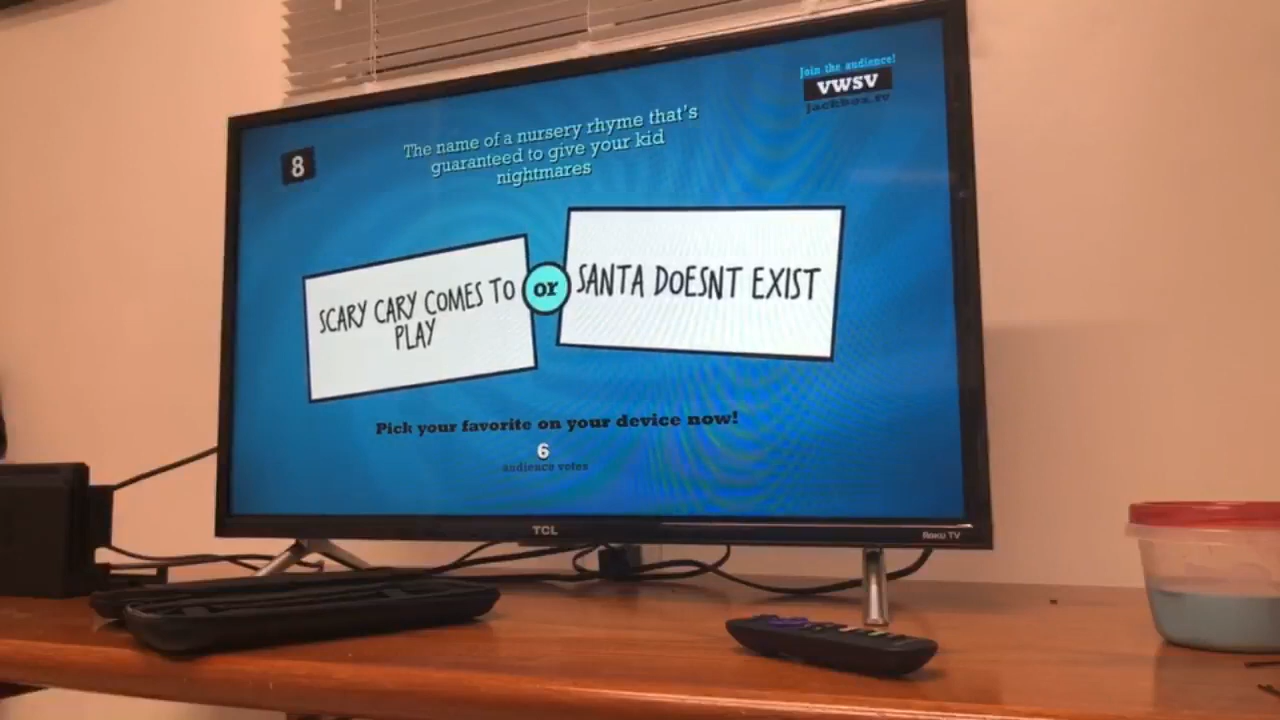 Join the audience!
VWSV
jackbox.tv
8
The name of a nursery rhyme that's
guaranteed to give your kid
nightmares
SCARY CARY COMES TO
PLAY
or
SANTA DOESNT EXIST
Pick your favorite on your device now!
6
audience votes
TCL
Roku TV